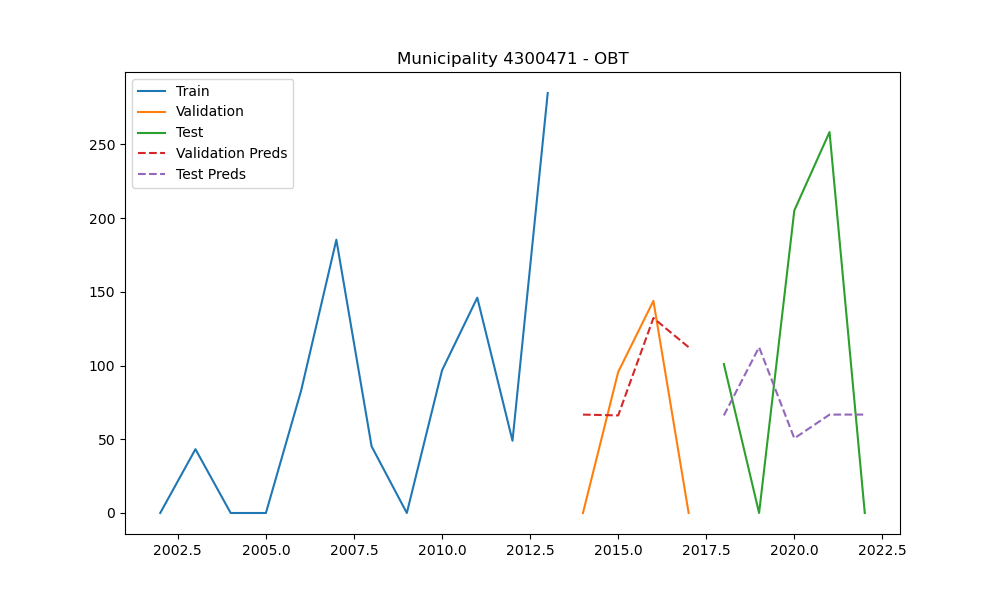 Municipality 4300471 - OBT
Train
Validation
Test
Validation Preds
Test Preds
250
200
150
100
50
0
2002.5 2005.0 2007.5 2010.0 2012.5 2015.0 2017.5 2020.0 2022.5